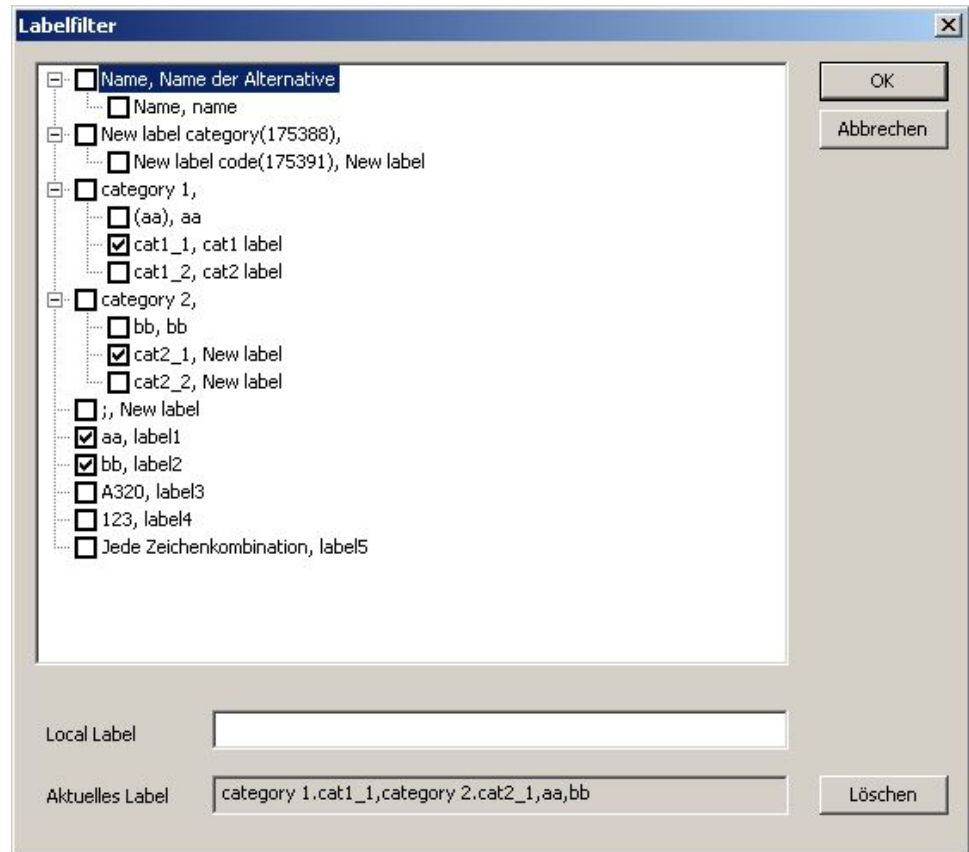 Labelfilter
Name, Name der Alternative
OK
Name, name
New label category(175388),
Abbrechen
New label code(175391), New label
category 1,
(aa), aa
cat1_1, cat1 label
cat1_2, cat2 label
category 2,
bb, bb
cat2_1, New label
cat2_2, New label
;, New label
aa, label1
bb, label2
A320, label3
123, label4
Jede Zeichenkombination, label5
Local Label
Aktuelles Label
category 1.cat1_1,category 2.cat2_1,aa,bb
Löschen